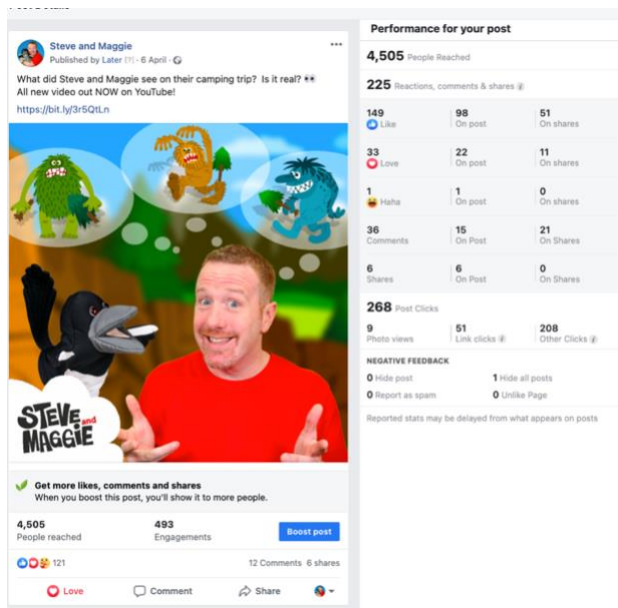 Steve and Maggie
Published by Later [?] · 6 April ·
What did Steve and Maggie see on their camping trip? Is it real? 👀
All new video out NOW on YouTube!
https://bit.ly/3r5QtLn
STEVE and
MAGGIE
Get more likes, comments and shares
When you boost this post, you'll show it to more people.
4,505
People reached
493
Engagements
Boost post
121
12 Comments 6 shares
Love
Comment
Share
Performance for your post
4,505 People Reached
225 Reactions, comments & shares
149 98 51
Like On post On shares
33 22 11
Love On post On shares
1 1 0
Haha On post On shares
36 15 21
Comments On Post On Shares
6 6 0
Shares On Post On Shares
268 Post Clicks
9 51 208
Photo views Link clicks Other Clicks
NEGATIVE FEEDBACK
0 Hide post 1 Hide all posts
0 Report as spam 0 Unlike Page
Reported stats may be delayed from what appears on posts